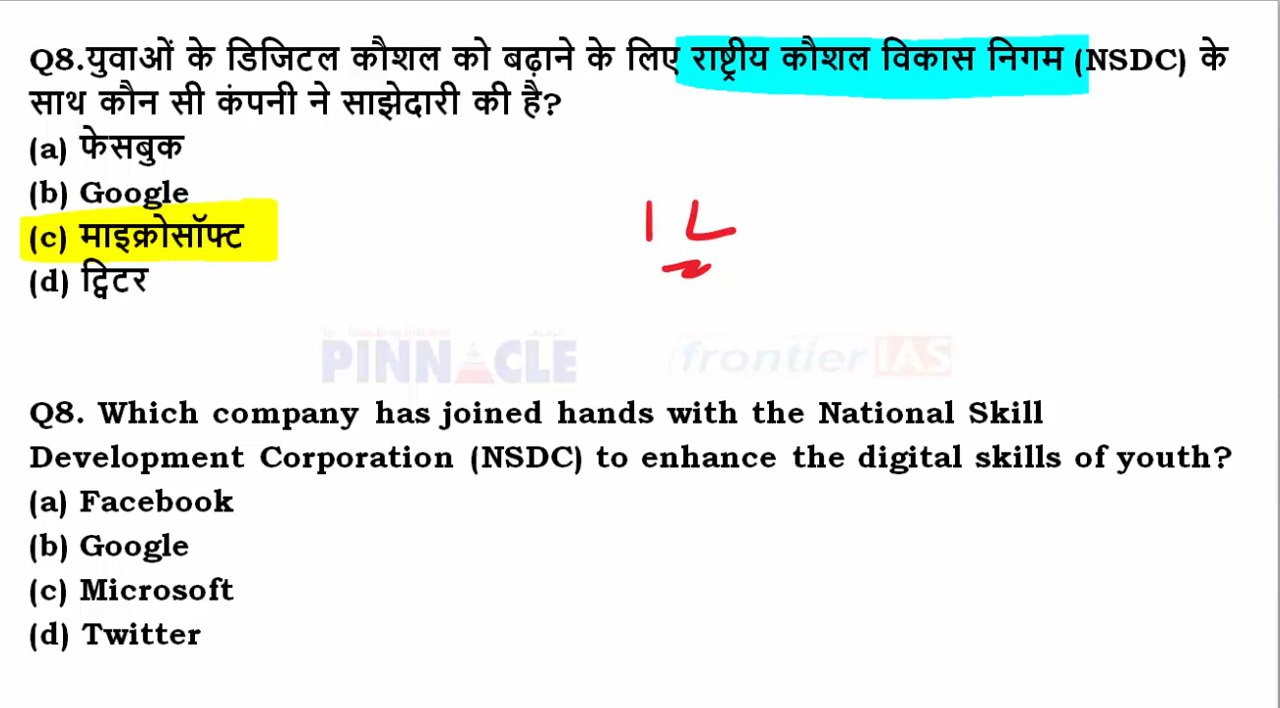 Q8.युवाओं के डिजिटल कौशल को बढ़ाने के लिए राष्ट्रीय कौशल विकास निगम (NSDC) के
साथ कौन सी कंपनी ने साझेदारी की है?
(a) फेसबुक
(b) Google
(c) माइक्रोसॉफ्ट
(d) ट्विटर
1 L
PINNACLE frontier IAS
Q8. Which company has joined hands with the National Skill
Development Corporation (NSDC) to enhance the digital skills of youth?
(a) Facebook
(b) Google
(c) Microsoft
(d) Twitter